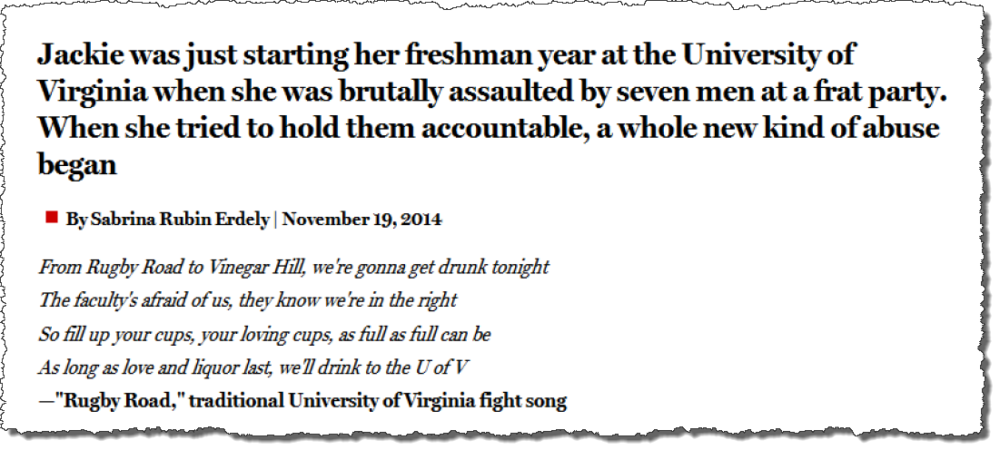 Jackie was just starting her freshman year at the University of
Virginia when she was brutally assaulted by seven men at a frat party.
When she tried to hold them accountable, a whole new kind of abuse
began
By Sabrina Rubin Erdely | November 19, 2014
From Rugby Road to Vinegar Hill, we're gonna get drunk tonight
The faculty's afraid of us, they know we're in the right
So fill up your cups, your loving cups, as full as full can be
As long as love and liquor last, we'll drink to the U of V
—"Rugby Road," traditional University of Virginia fight song